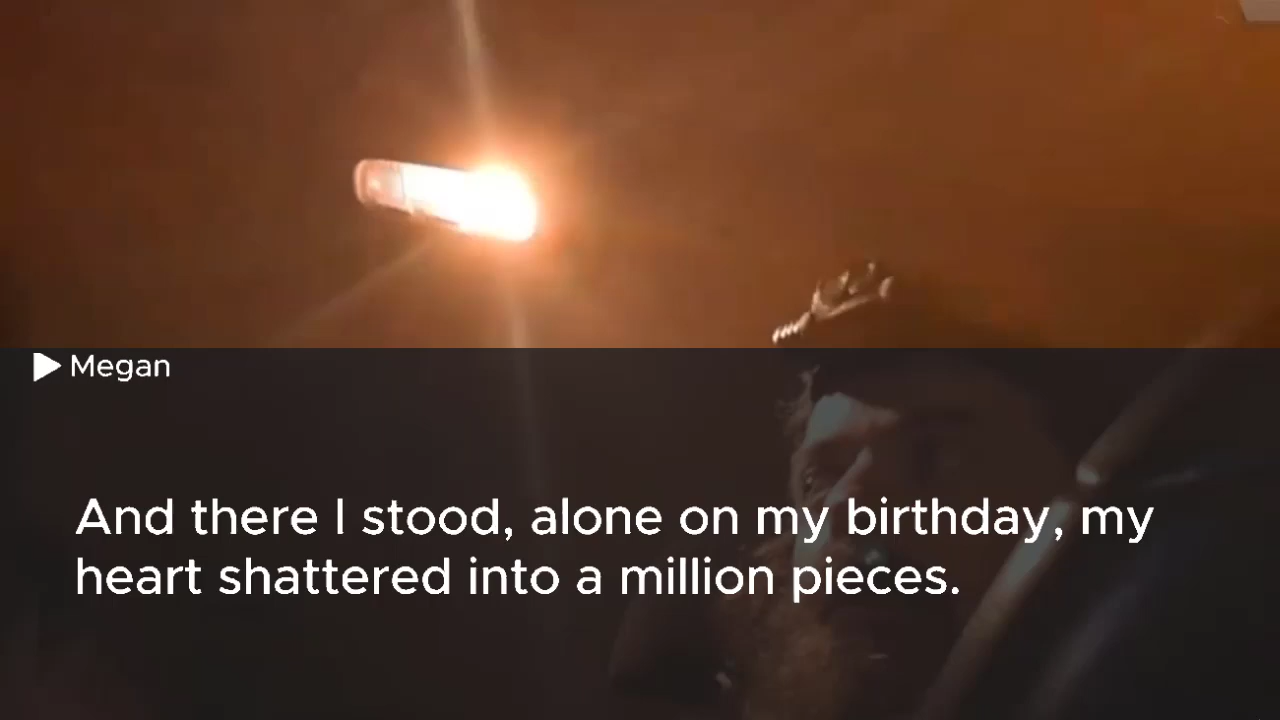 Megan
And there I stood, alone on my birthday, my
heart shattered into a million pieces.